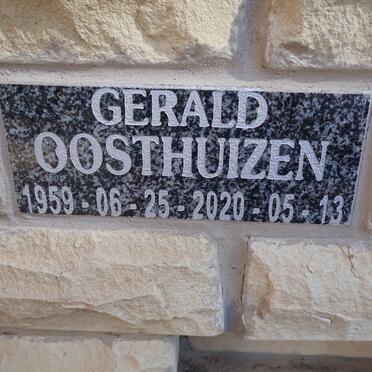 GERALD
OOSTHUIZEN
1959 - 06 - 25 - 2020 - 05 - 13